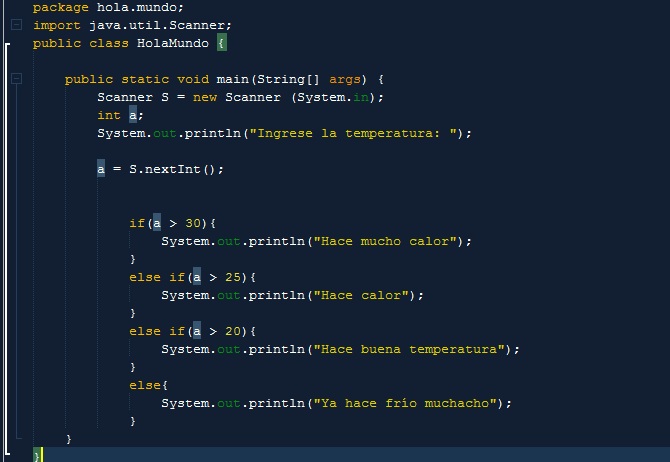 package hola.mundo;
import java.util.Scanner;
public class HolaMundo {
public static void main(String[] args) {
Scanner S = new Scanner (System.in);
int a;
System.out.println("Ingrese la temperatura: ");
a = S.nextInt();
if(a > 30){
System.out.println("Hace mucho calor");
}
else if(a > 25){
System.out.println("Hace calor");
}
else if(a > 20){
System.out.println("Hace buena temperatura");
}
else{
System.out.println("Ya hace frío muchacho");
}
}
}